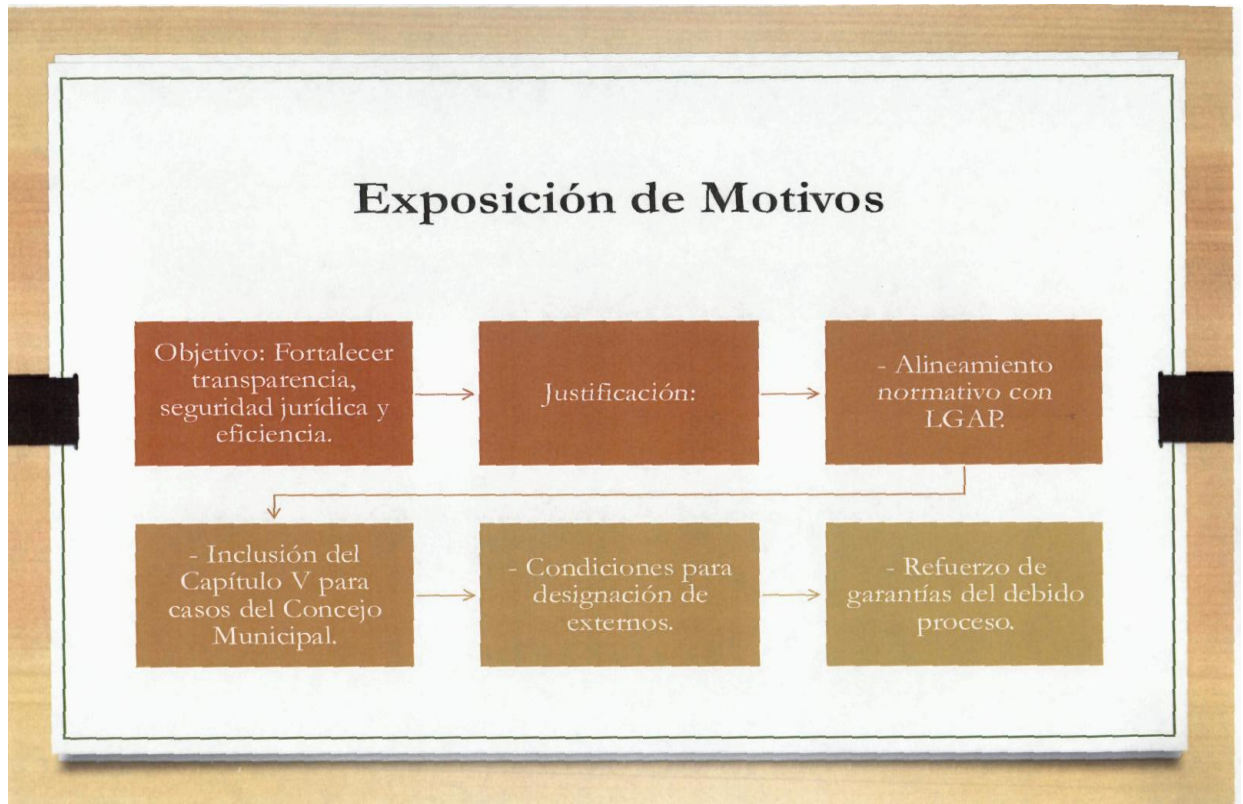 Exposición de Motivos
Objetivo: Fortalecer
transparencia,
seguridad jurídica y
eficiencia.
Justificación:
- Alineamiento
normativo con
LGAP.
- Inclusión del
Capítulo V para
casos del Concejo
Municipal.
- Condiciones para
designación de
externos.
- Refuerzo de
garantías del debido
proceso.